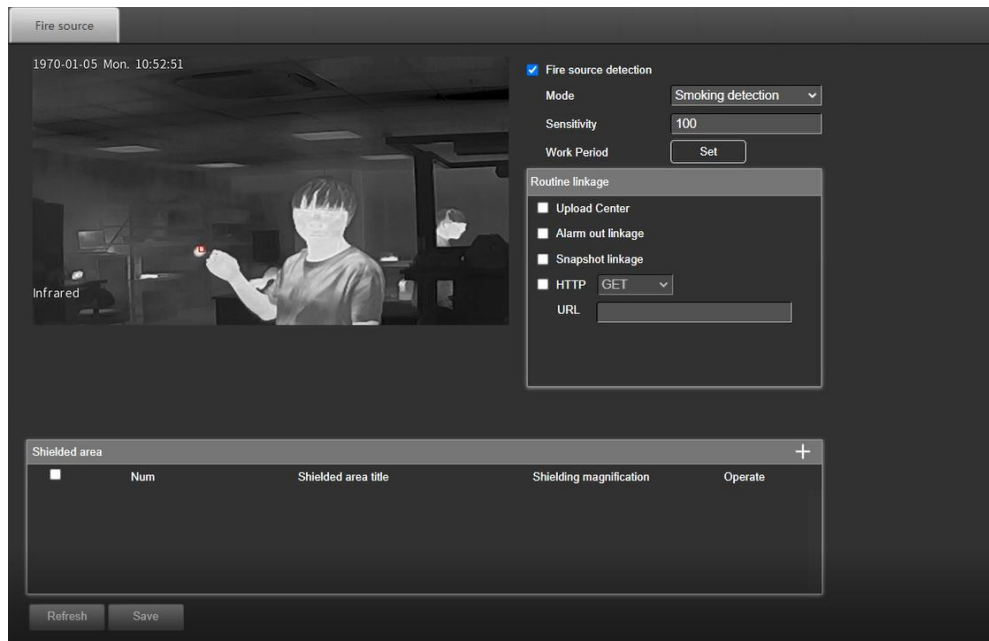 Fire source
1970-01-05 Mon. 10:52:51
Infrared
Fire source detection
Mode Smoking detection
Sensitivity 100
Work Period Set
Routine linkage
Upload Center
Alarm out linkage
Snapshot linkage
HTTP GET
URL
Shielded area +
Num Shielded area title Shielding magnification Operate
Refresh Save